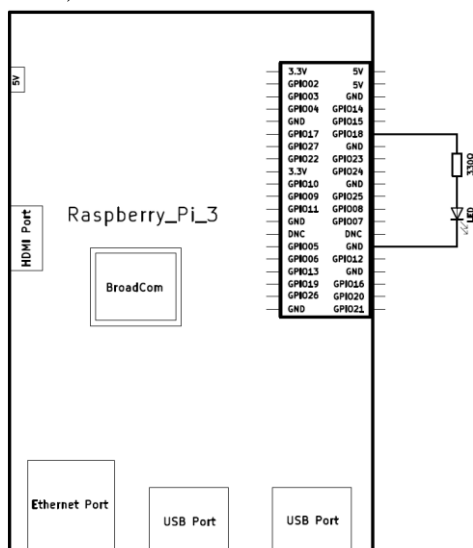 5V
HDMI Port
Raspberry_Pi_3
BroadCom
Ethernet Port
USB Port
USB Port
3.3V 5V
GPIO02 5V
GPIO03 GND
GPIO04 GPIO14
GND GPIO15
GPIO17 GPIO18
GPIO27 GND
GPIO22 GPIO23
3.3V GPIO24
GPIO10 GND
GPIO09 GPIO25
GPIO11 GPIO08
GND GPIO07
DNC DNC
GPIO05 GND
GPIO06 GPIO12
GPIO13 GND
GPIO19 GPIO16
GPIO26 GPIO20
GND GPIO21
330Ω
LED